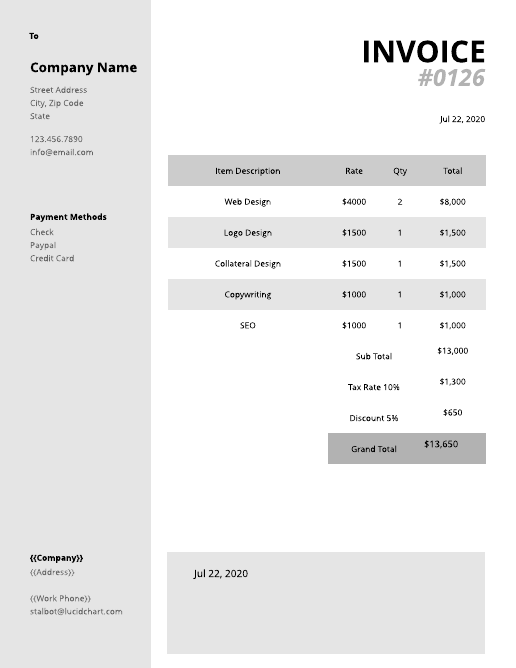 To
Company Name
Street Address
City, Zip Code
State
123.456.7890
info@email.com
Payment Methods
Check
Paypal
Credit Card
{{Company}}
{{Address}}
{{Work Phone}}
stalbot@lucidchart.com
INVOICE
#0126
Jul 22, 2020
Item Description Rate Qty Total
Web Design $4000 2 $8,000
Logo Design $1500 1 $1,500
Collateral Design $1500 1 $1,500
Copywriting $1000 1 $1,000
SEO $1000 1 $1,000
Sub Total $13,000
Tax Rate 10% $1,300
Discount 5% $650
Grand Total $13,650
Jul 22, 2020